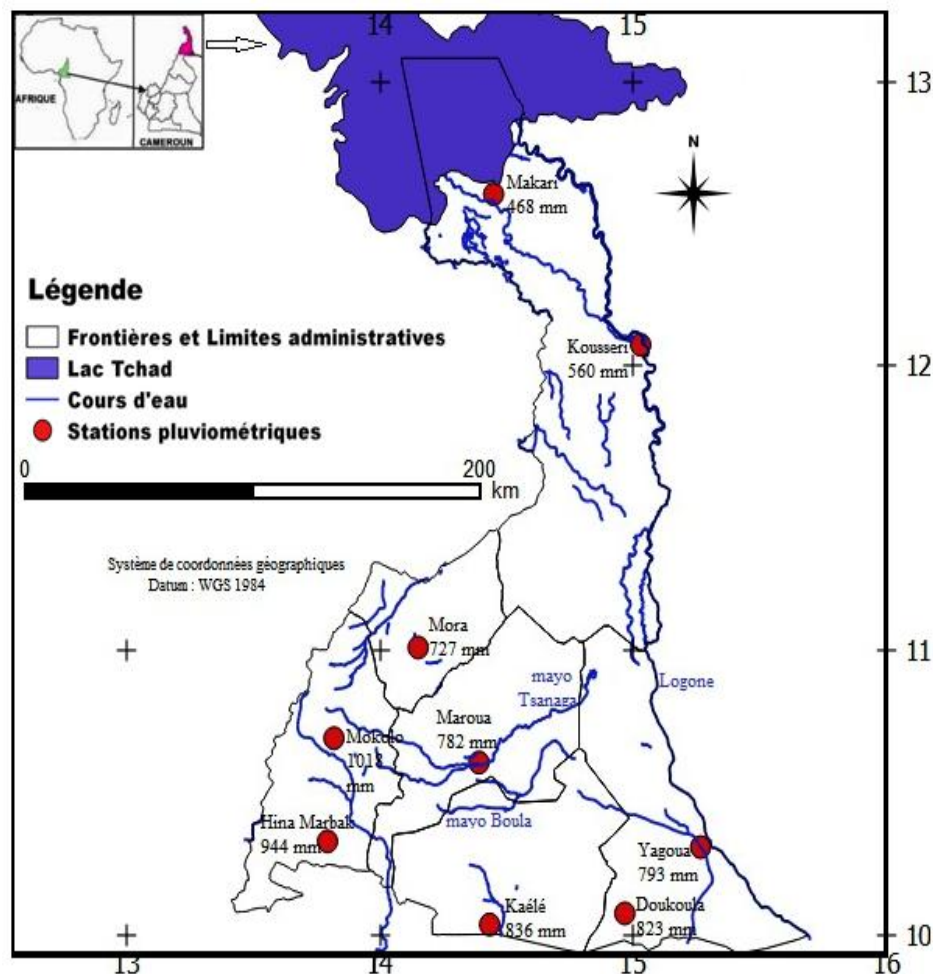 14
15
AFRIQUE
CAMEROUN
13
N
Makari
468 mm
Légende
Frontières et Limites administratives
Lac Tchad
Cours d'eau
Stations pluviométriques
Kousseri
560 mm
12
0
200
km
Système de coordonnées géographiques
Datum : WGS 1984
Mora
727 mm
11
mayo
Tsanaga
Logone
Maroua
782 mm
Mokolo
1018
mm
mayo Boula
Hina Marbak
944 mm
Yagoua
793 mm
Kaélé
836 mm
Doukoula
823 mm
10
13
14
15
16